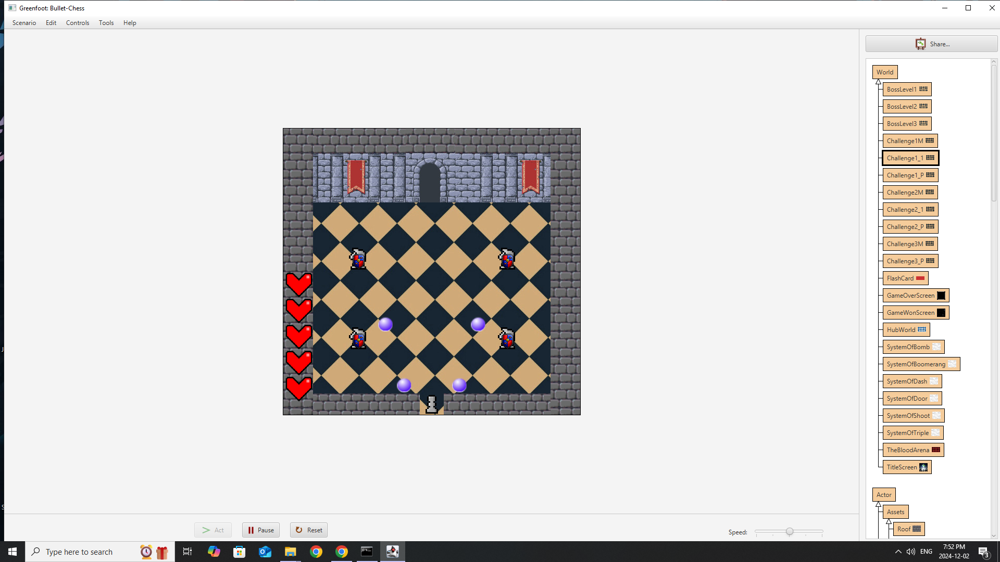 Greenfoot: Bullet-Chess
Scenario Edit Controls Tools Help
Share...
World
BossLevel1
BossLevel2
BossLevel3
Challenge1M
Challenge1_1
Challenge1_P
Challenge2M
Challenge2_1
Challenge2_P
Challenge3M
Challenge3_P
FlashCard
GameOverScreen
GameWonScreen
HubWorld
SystemOfBomb
SystemOfBoomerang
SystemOfDash
SystemOfDoor
SystemOfShoot
SystemOfTriple
TheBloodArena
TitleScreen
Actor
Assets
Roof
Act Pause Reset Speed:
Type here to search
ENG
7:52 PM
2024-12-02
3